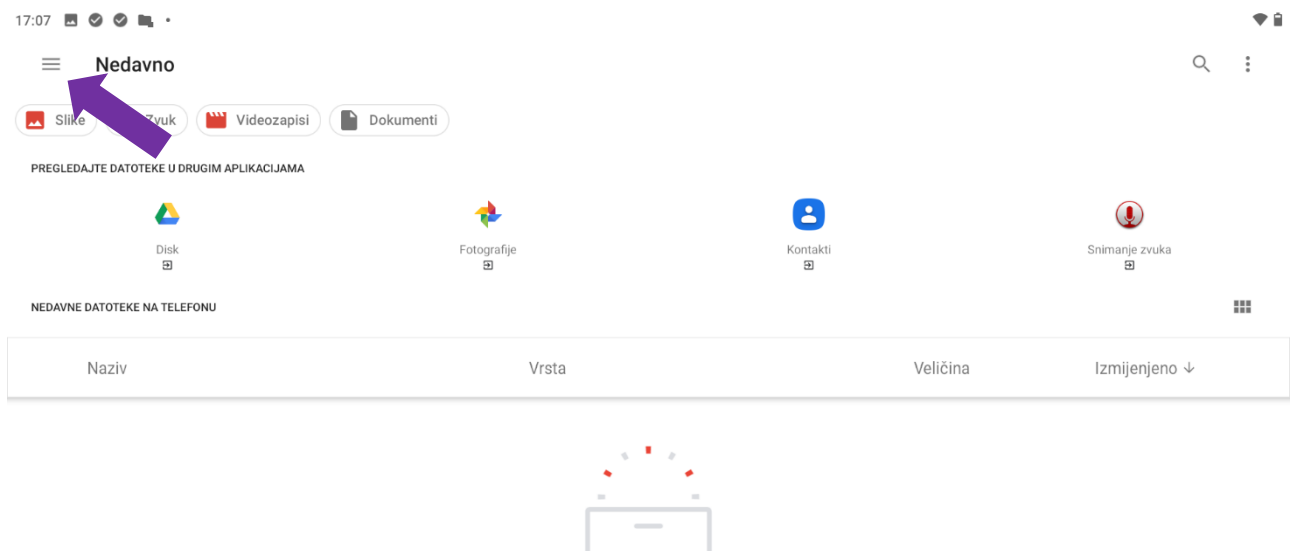 17:07
Nedavno
Slike Zvuk Videozapisi Dokumenti
PREGLEDAJTE DATOTEKE U DRUGIM APLIKACIJAMA
Disk Fotografije Kontakti Snimanje zvuka
NEDAVNE DATOTEKE NA TELEFONU
Naziv Vrsta Veličina Izmijenjeno ↓